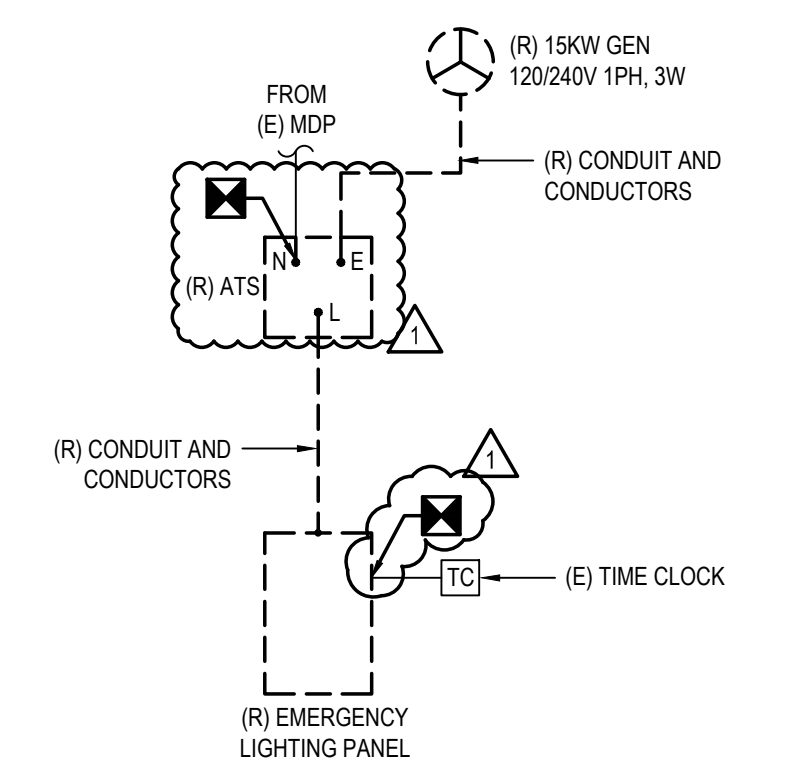 (R) 15KW GEN
120/240V 1PH, 3W
FROM
(E) MDP
(R) CONDUIT AND
CONDUCTORS
N
E
(R) ATS
L
1
(R) CONDUIT AND
CONDUCTORS
1
TC
(E) TIME CLOCK
(R) EMERGENCY
LIGHTING PANEL